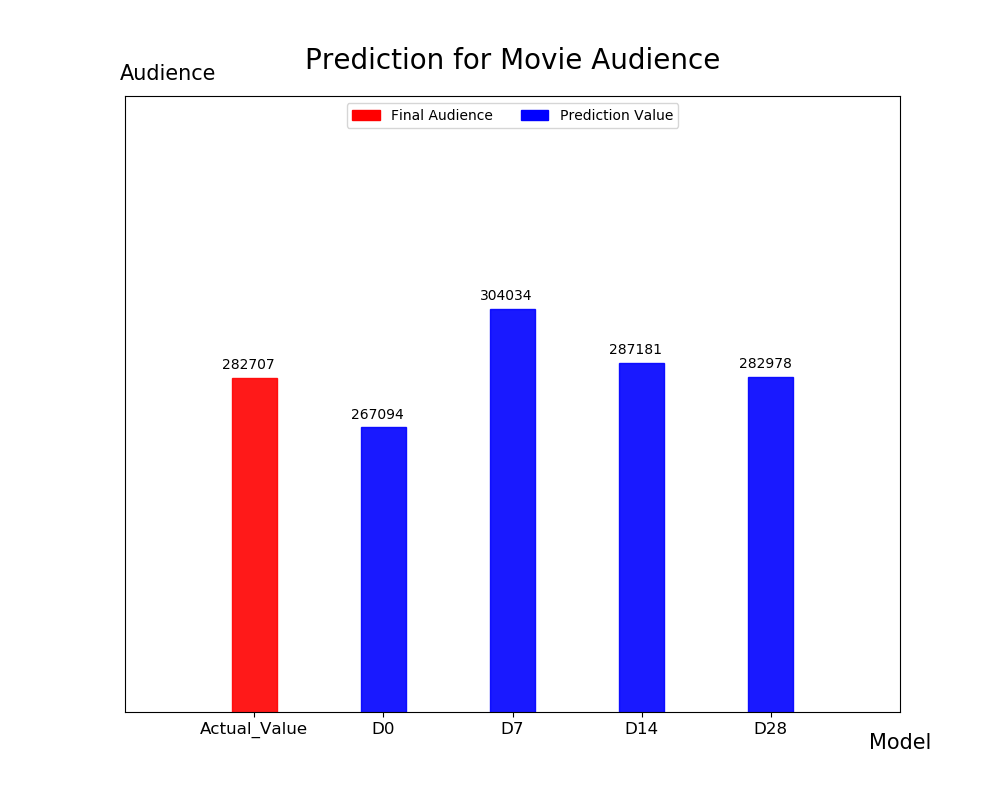 Prediction for Movie Audience
Audience
Final Audience
Prediction Value
304034
287181
282978
282707
267094
Actual_Value
D0
D7
D14
D28
Model